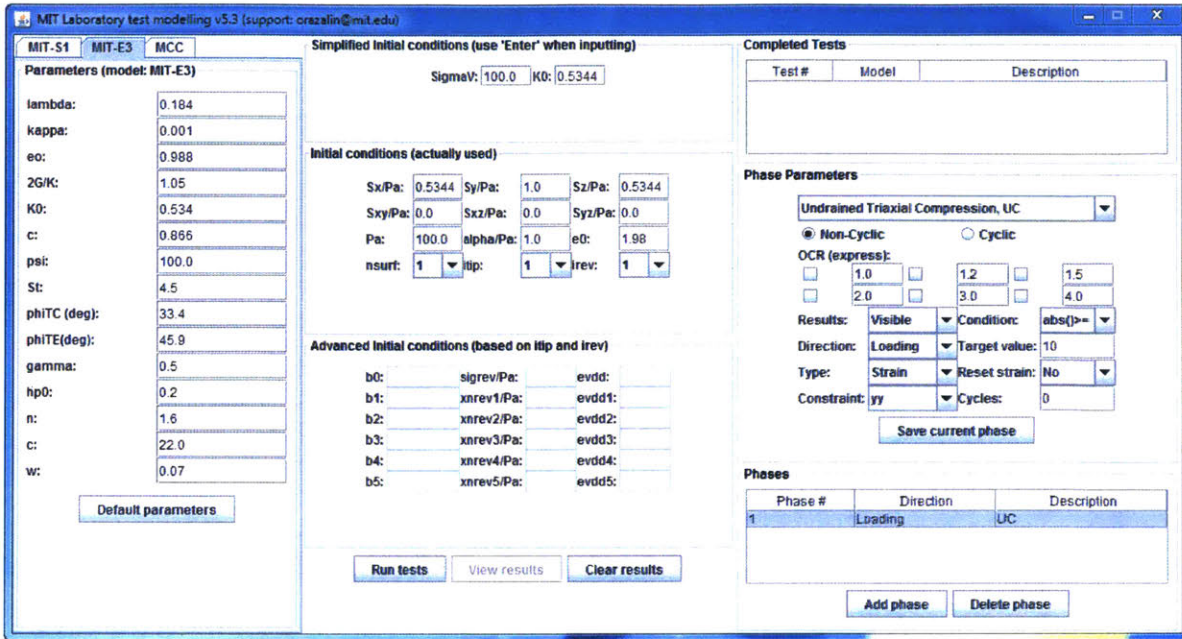 MIT Laboratory test modelling v5.3 (support: orazalin@mit.edu)
MIT-S1 MIT-E3 MCC
Parameters (model: MIT-E3)
lambda: 0.184
kappa: 0.001
eo: 0.988
2G/K: 1.05
K0: 0.534
c: 0.866
psi: 100.0
St: 4.5
phiTC (deg): 33.4
phiTE(deg): 45.9
gamma: 0.5
hp0: 0.2
n: 1.6
c: 22.0
w: 0.07
Default parameters
Simplified Initial conditions (use 'Enter' when inputting)
SigmaV: 100.0 K0: 0.5344
Initial conditions (actually used)
Sx/Pa: 0.5344 Sy/Pa: 1.0 Sz/Pa: 0.5344
Sxy/Pa: 0.0 Sxz/Pa: 0.0 Syz/Pa: 0.0
Pa: 100.0 alpha/Pa: 1.0 e0: 1.98
nsurf: 1 itip: 1 irev: 1
Advanced Initial conditions (based on itip and irev)
b0: sigrev/Pa: evdd:
b1: xnrev1/Pa: evdd1:
b2: xnrev2/Pa: evdd2:
b3: xnrev3/Pa: evdd3:
b4: xnrev4/Pa: evdd4:
b5: xnrev5/Pa: evdd5:
Run tests View results Clear results
Completed Tests
Test # Model Description
Phase Parameters
Undrained Triaxial Compression, UC
Non-Cyclic Cyclic
OCR (express):
1.0 1.2 1.5
2.0 3.0 4.0
Results: Visible Condition: abs()>=
Direction: Loading Target value: 10
Type: Strain Reset strain: No
Constraint: yy Cycles: 0
Save current phase
Phases
Phase # Direction Description
1 Loading UC
Add phase Delete phase